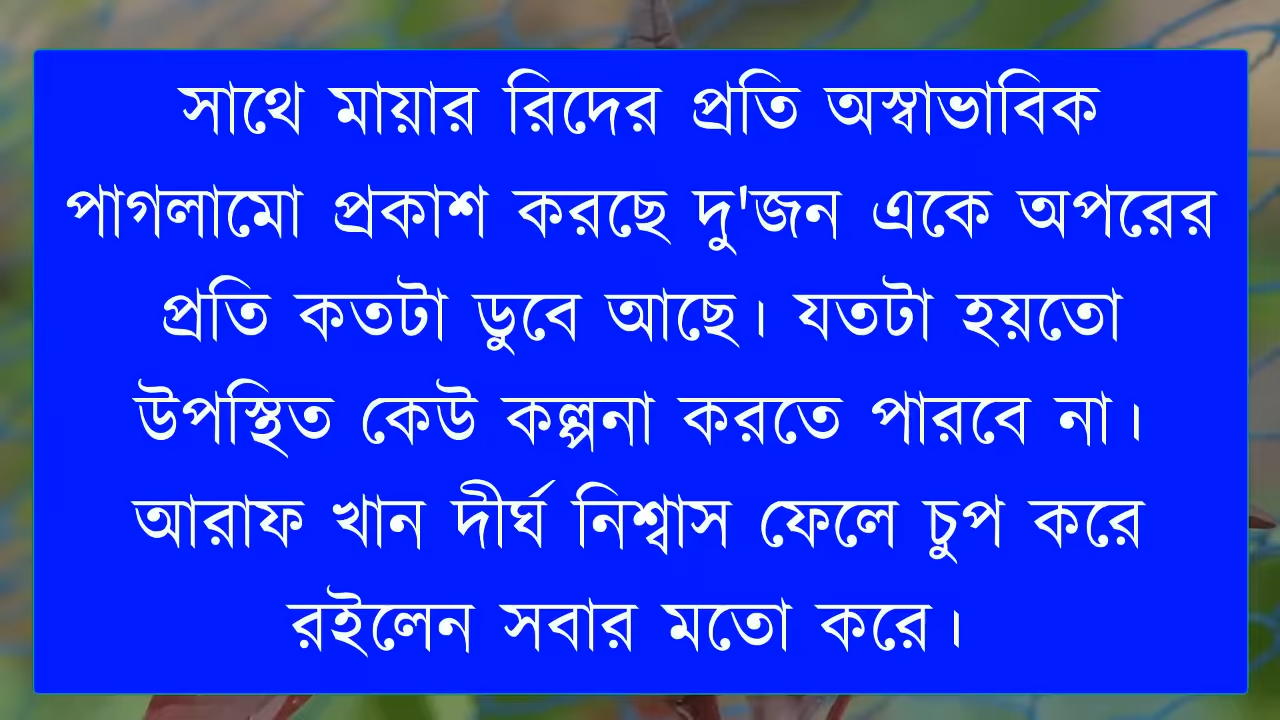 সাথে মায়ার রিদের প্রতি অস্বাভাবিক
পাগলামো প্রকাশ করছে দু'জন একে অপরের
প্রতি কতটা ডুবে আছে। যতটা হয়তো
উপস্থিত কেউ কল্পনা করতে পারবে না।
আরাফ খান দীর্ঘ নিশ্বাস ফেলে চুপ করে
রইলেন সবার মতো করে।